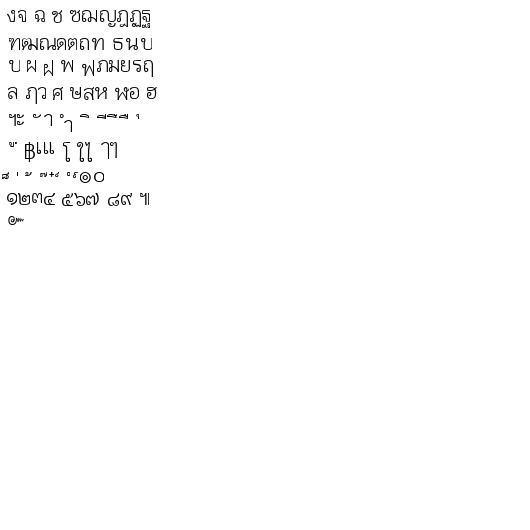 งจ ฉ ช ซฌญฎฏฐ
ฑฒณดตถท ธนบ
ป ผ ฝ พ ฟภมยรฤ
ล ฦว ศ ษสห ฬอ ฮ
ฯะ ั า ำ ิ ีึื ุ
ู ฺ ฿เแ โ ใไ ๅๆ
็ ่ ้ ๊๋์ ํ๎๏๐
๑๒๓๔ ๕๖๗ ๘๙ ๚
๛